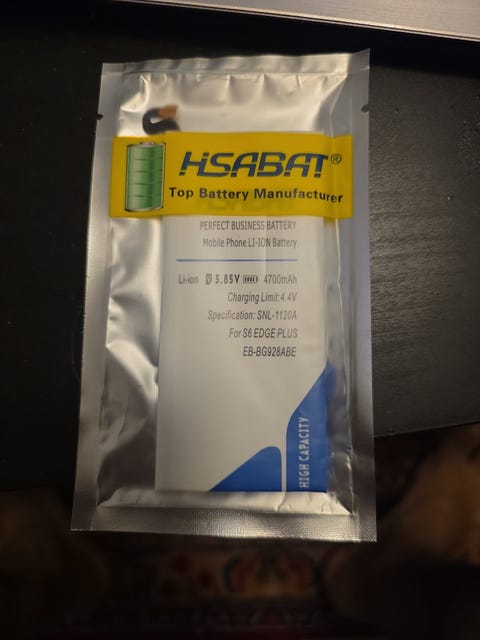 HSABAT®
Top Battery Manufacturer
PERFECT BUSINESS BATTERY
Mobile Phone LI-ION Battery
Li-ion 3.85V 4700mAh
Charging Limit:4.4V
Specification: SNL-1120A
For S6 EDGE PLUS
EB-BG928ABE
HIGH CAPACITY